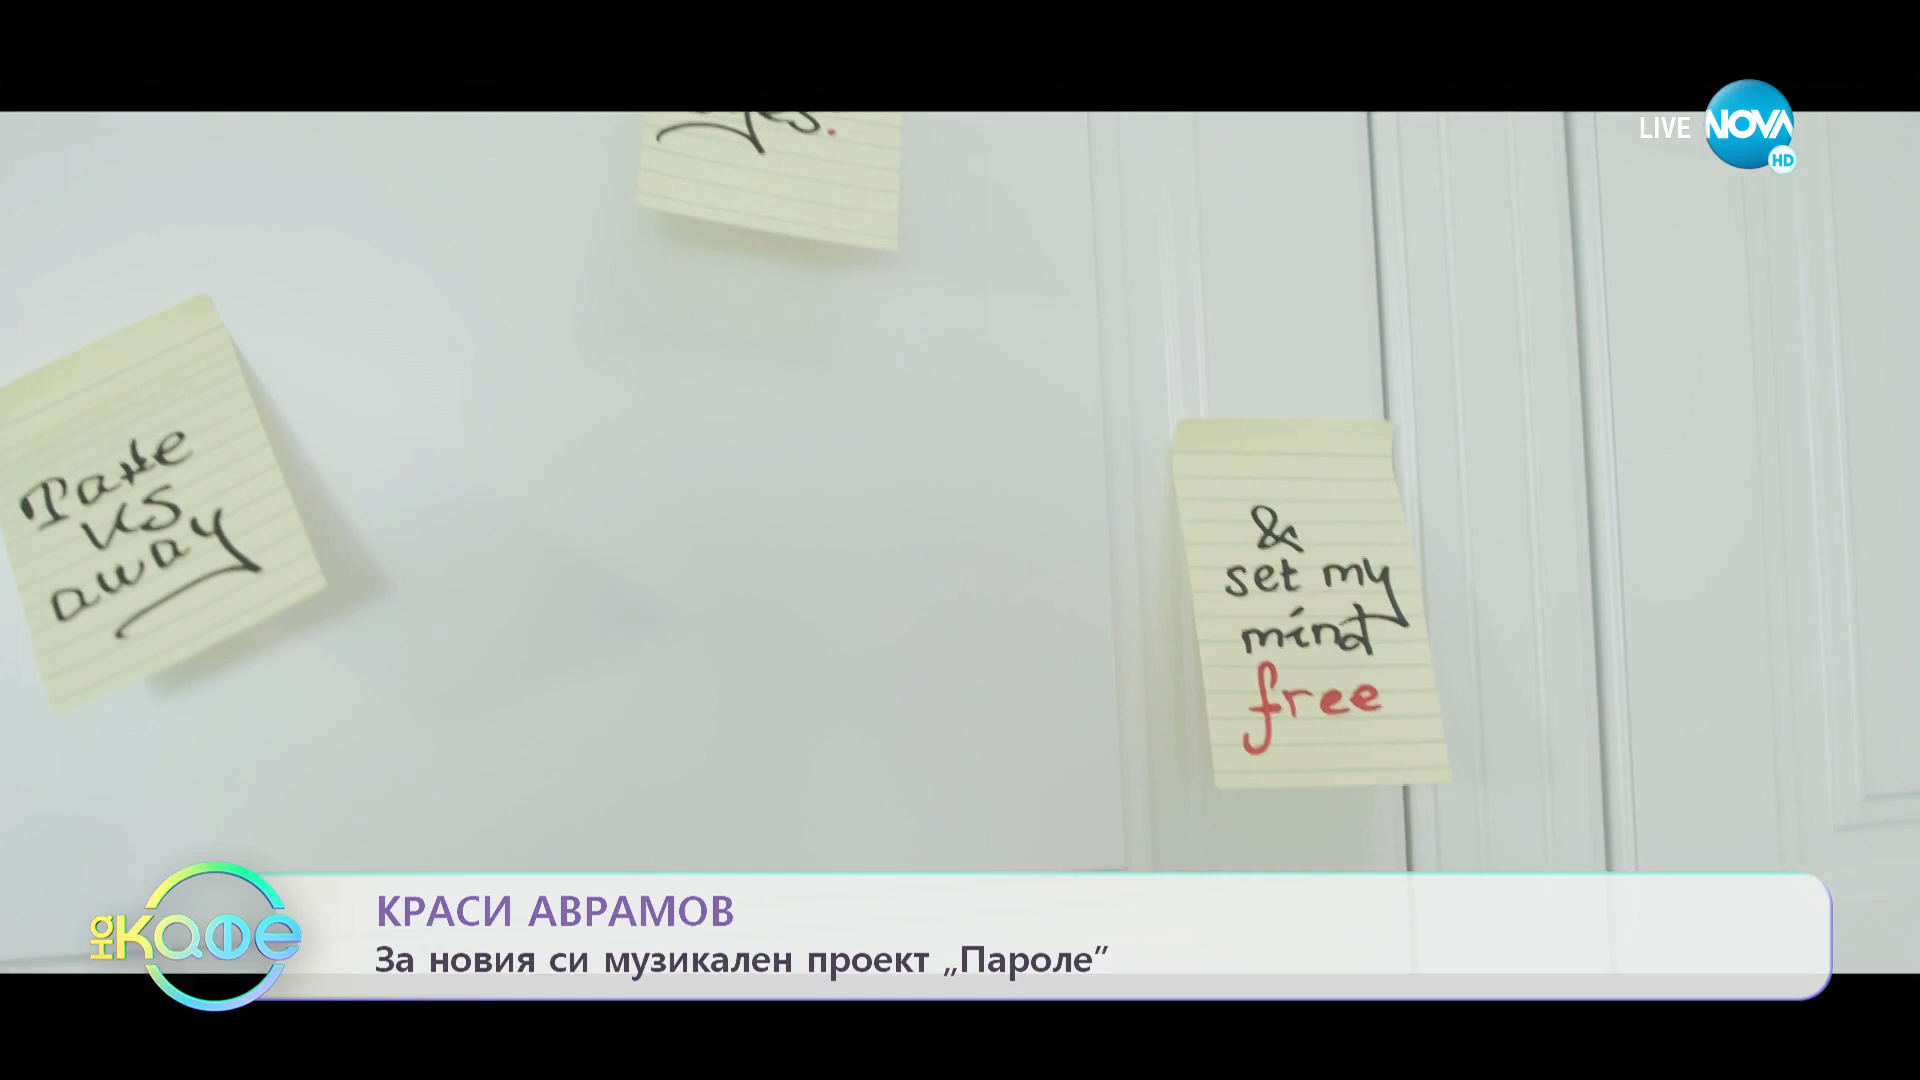 LIVE NOVA
HD
Take
us
away
&
set my
mind
free
на кафе
КРАСИ АВРАМОВ
За новия си музикален проект „Пароле”